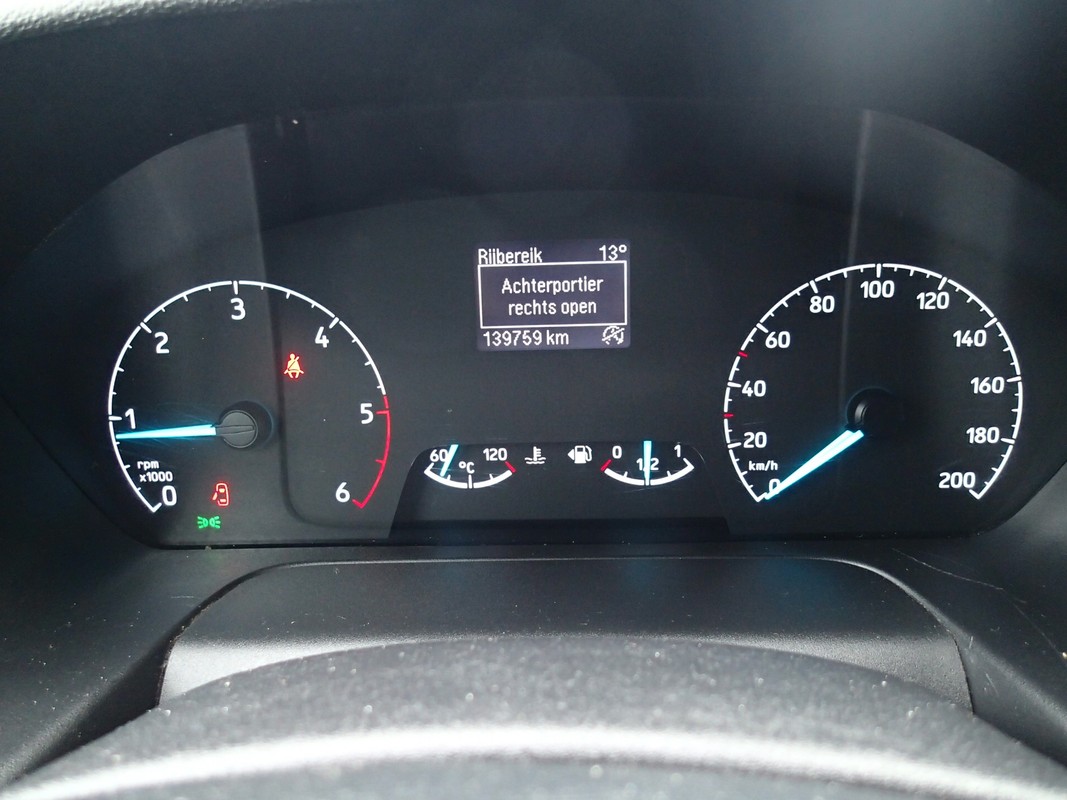 Rijbereik 13°
Achterportier
rechts open
139759 km
0 1 2 3 4 5 6
rpm
x1000
60 °C 120
0 1/2 1
0 20 40 60 80 100 120 140 160 180 200
km/h